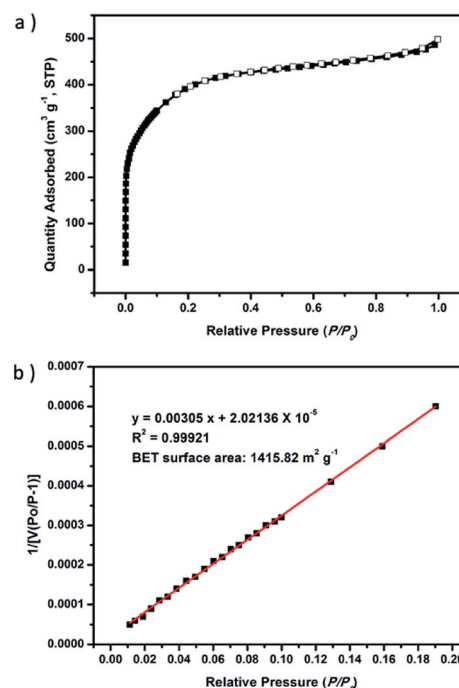 a )
Quantity Adsorbed (cm³ g⁻¹, STP)
500
400
300
200
100
0
0.0 0.2 0.4 0.6 0.8 1.0
Relative Pressure (P/P₀)
b )
1/[V(Po/P-1)]
0.0007
0.0006
0.0005
0.0004
0.0003
0.0002
0.0001
0.0000
y = 0.00305 x + 2.02136 X 10⁻⁵
R² = 0.99921
BET surface area: 1415.82 m² g⁻¹
0.00 0.02 0.04 0.06 0.08 0.10 0.12 0.14 0.16 0.18 0.20
Relative Pressure (P/Pₒ)